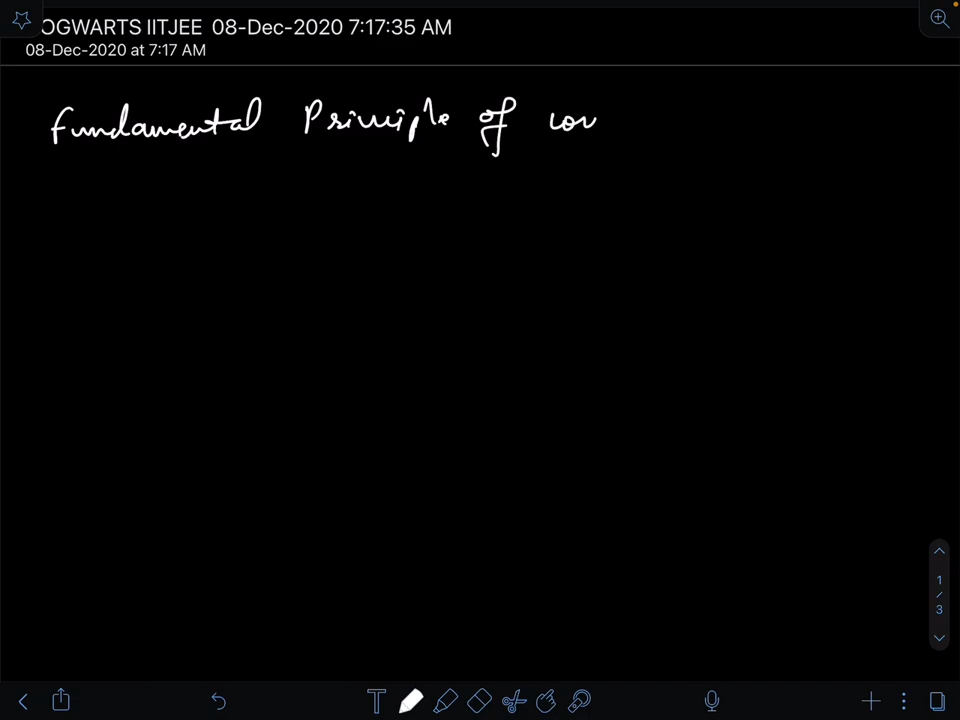 OGWARTS IITJEE 08-Dec-2020 7:17:35 AM
08-Dec-2020 at 7:17 AM
Fundamental Principle of cou
1
/
3